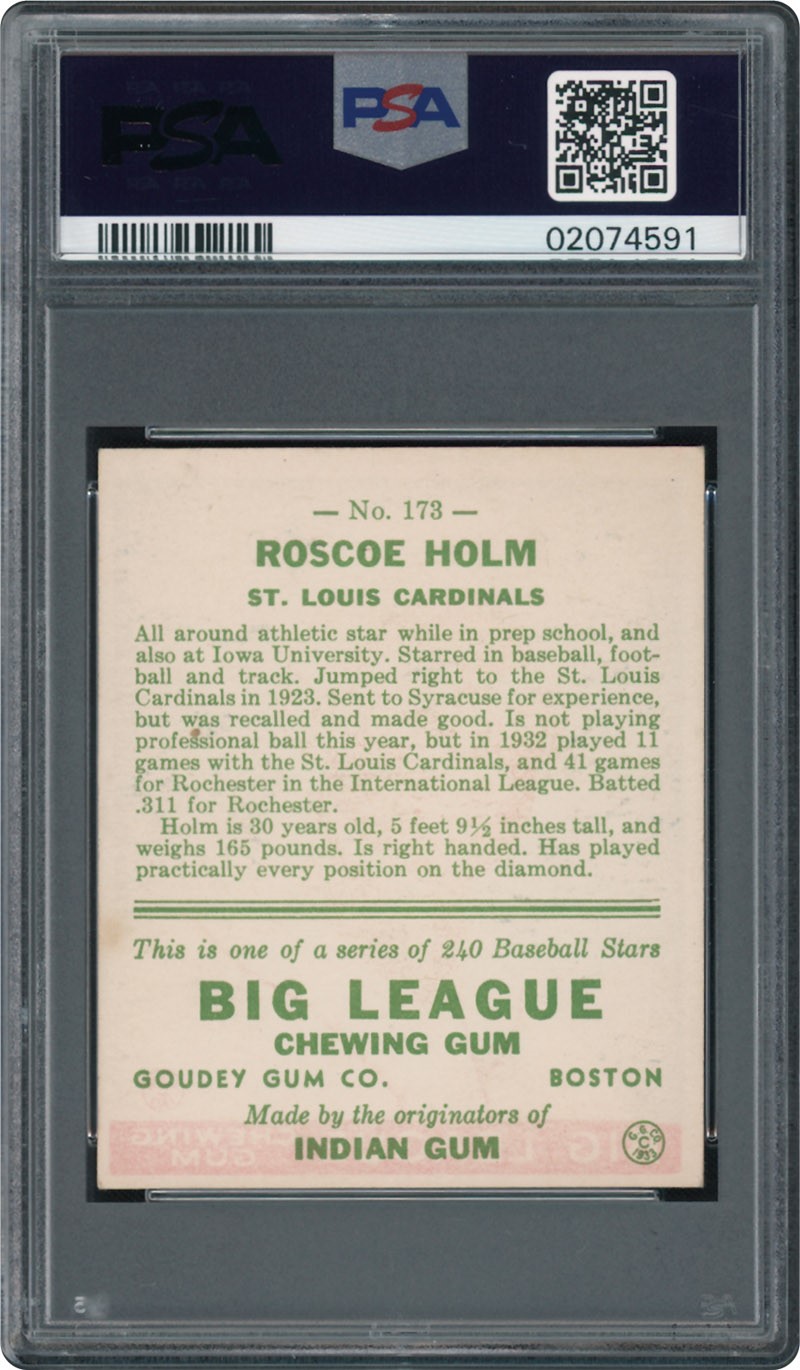 PSA
PSA
02074591
— No. 173 —
ROSCOE HOLM
ST. LOUIS CARDINALS
All around athletic star while in prep school, and
also at Iowa University. Starred in baseball, foot-
ball and track. Jumped right to the St. Louis
Cardinals in 1923. Sent to Syracuse for experience,
but was recalled and made good. Is not playing
professional ball this year, but in 1932 played 11
games with the St. Louis Cardinals, and 41 games
for Rochester in the International League. Batted
.311 for Rochester.
Holm is 30 years old, 5 feet 9½ inches tall, and
weighs 165 pounds. Is right handed. Has played
practically every position on the diamond.
This is one of a series of 240 Baseball Stars
BIG LEAGUE
CHEWING GUM
GOUDEY GUM CO. BOSTON
Made by the originators of
INDIAN GUM
G.G.CO.
C
1933